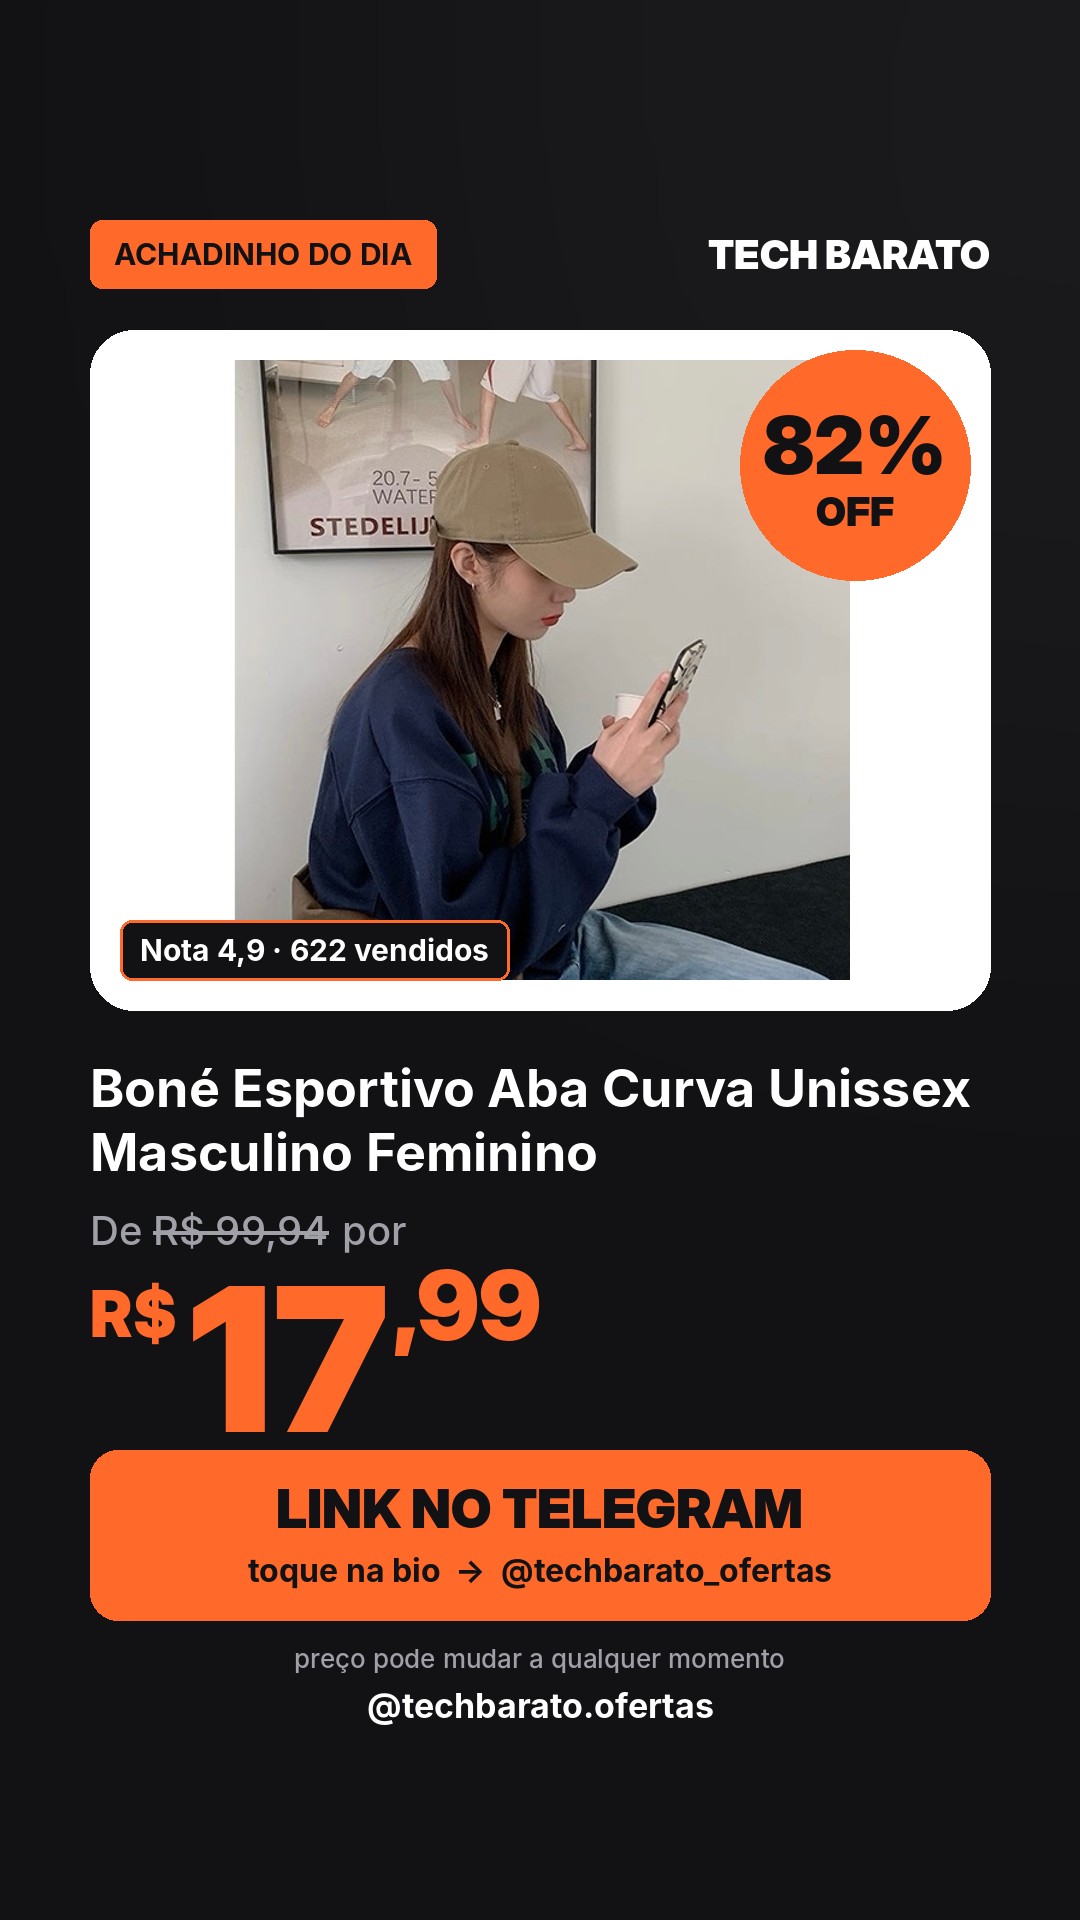 ACHADINHO DO DIA
TECH BARATO
82%
OFF
20.7- 5
WATER
STEDELIJ
Nota 4,9 · 622 vendidos
Boné Esportivo Aba Curva Unissex
Masculino Feminino
De R$ 99,94 por
R$ 17,99
LINK NO TELEGRAM
toque na bio → @techbarato_ofertas
preço pode mudar a qualquer momento
@techbarato.ofertas